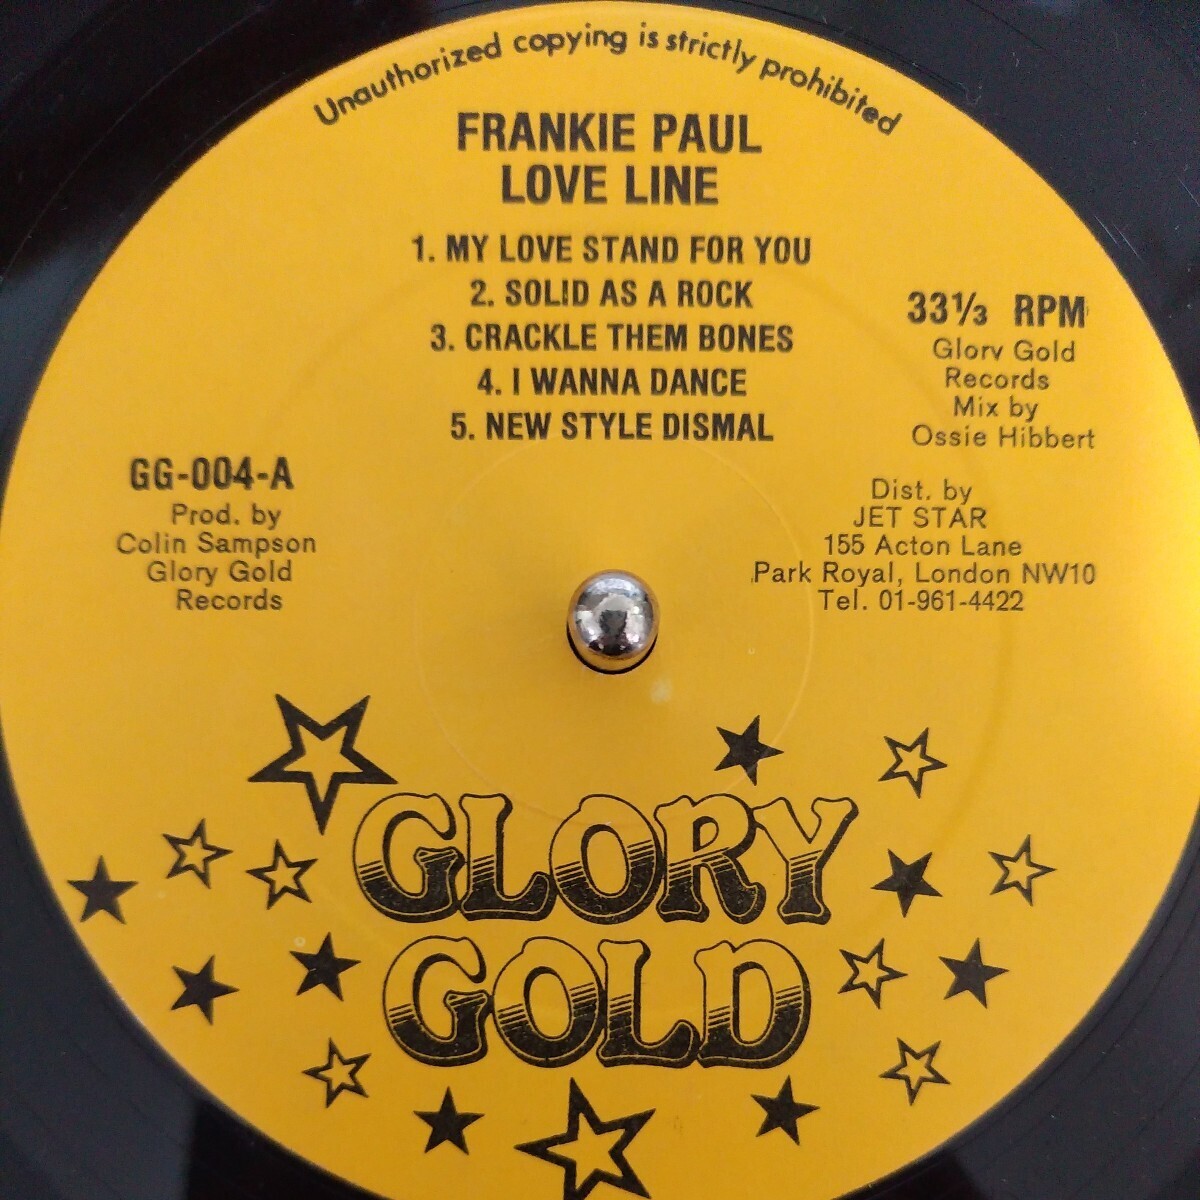 Unauthorized copying is strictly prohibited
FRANKIE PAUL
LOVE LINE
1. MY LOVE STAND FOR YOU
2. SOLID AS A ROCK
3. CRACKLE THEM BONES
4. I WANNA DANCE
5. NEW STYLE DISMAL
33⅓ RPM
Glorv Gold
Records
Mix by
Ossie Hibbert
GG-004-A
Prod. by
Colin Sampson
Glory Gold
Records
Dist. by
JET STAR
155 Acton Lane
Park Royal, London NW10
Tel. 01-961-4422
GLORY
GOLD